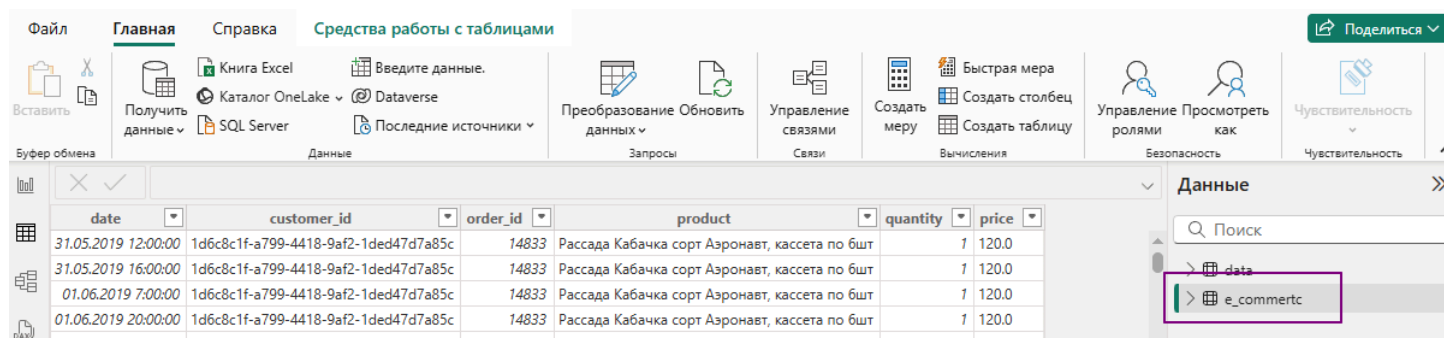 Файл Главная Справка Средства работы с таблицами Поделиться
Вставить
Получить данные
Книга Excel
Каталог OneLake
SQL Server
Введите данные.
Dataverse
Последние источники
Преобразование данных
Обновить
Управление связями
Создать меру
Быстрая мера
Создать столбец
Создать таблицу
Управление ролями
Просмотреть как
Чувствительность
Буфер обмена Данные Запросы Связи Вычисления Безопасность Чувствительность
Данные
Поиск
data
e_commertc
date customer_id order_id product quantity price
31.05.2019 12:00:00 1d6c8c1f-a799-4418-9af2-1ded47d7a85c 14833 Рассада Кабачка сорт Аэронавт, кассета по 6шт 1 120.0
31.05.2019 16:00:00 1d6c8c1f-a799-4418-9af2-1ded47d7a85c 14833 Рассада Кабачка сорт Аэронавт, кассета по 6шт 1 120.0
01.06.2019 7:00:00 1d6c8c1f-a799-4418-9af2-1ded47d7a85c 14833 Рассада Кабачка сорт Аэронавт, кассета по 6шт 1 120.0
01.06.2019 20:00:00 1d6c8c1f-a799-4418-9af2-1ded47d7a85c 14833 Рассада Кабачка сорт Аэронавт, кассета по 6шт 1 120.0